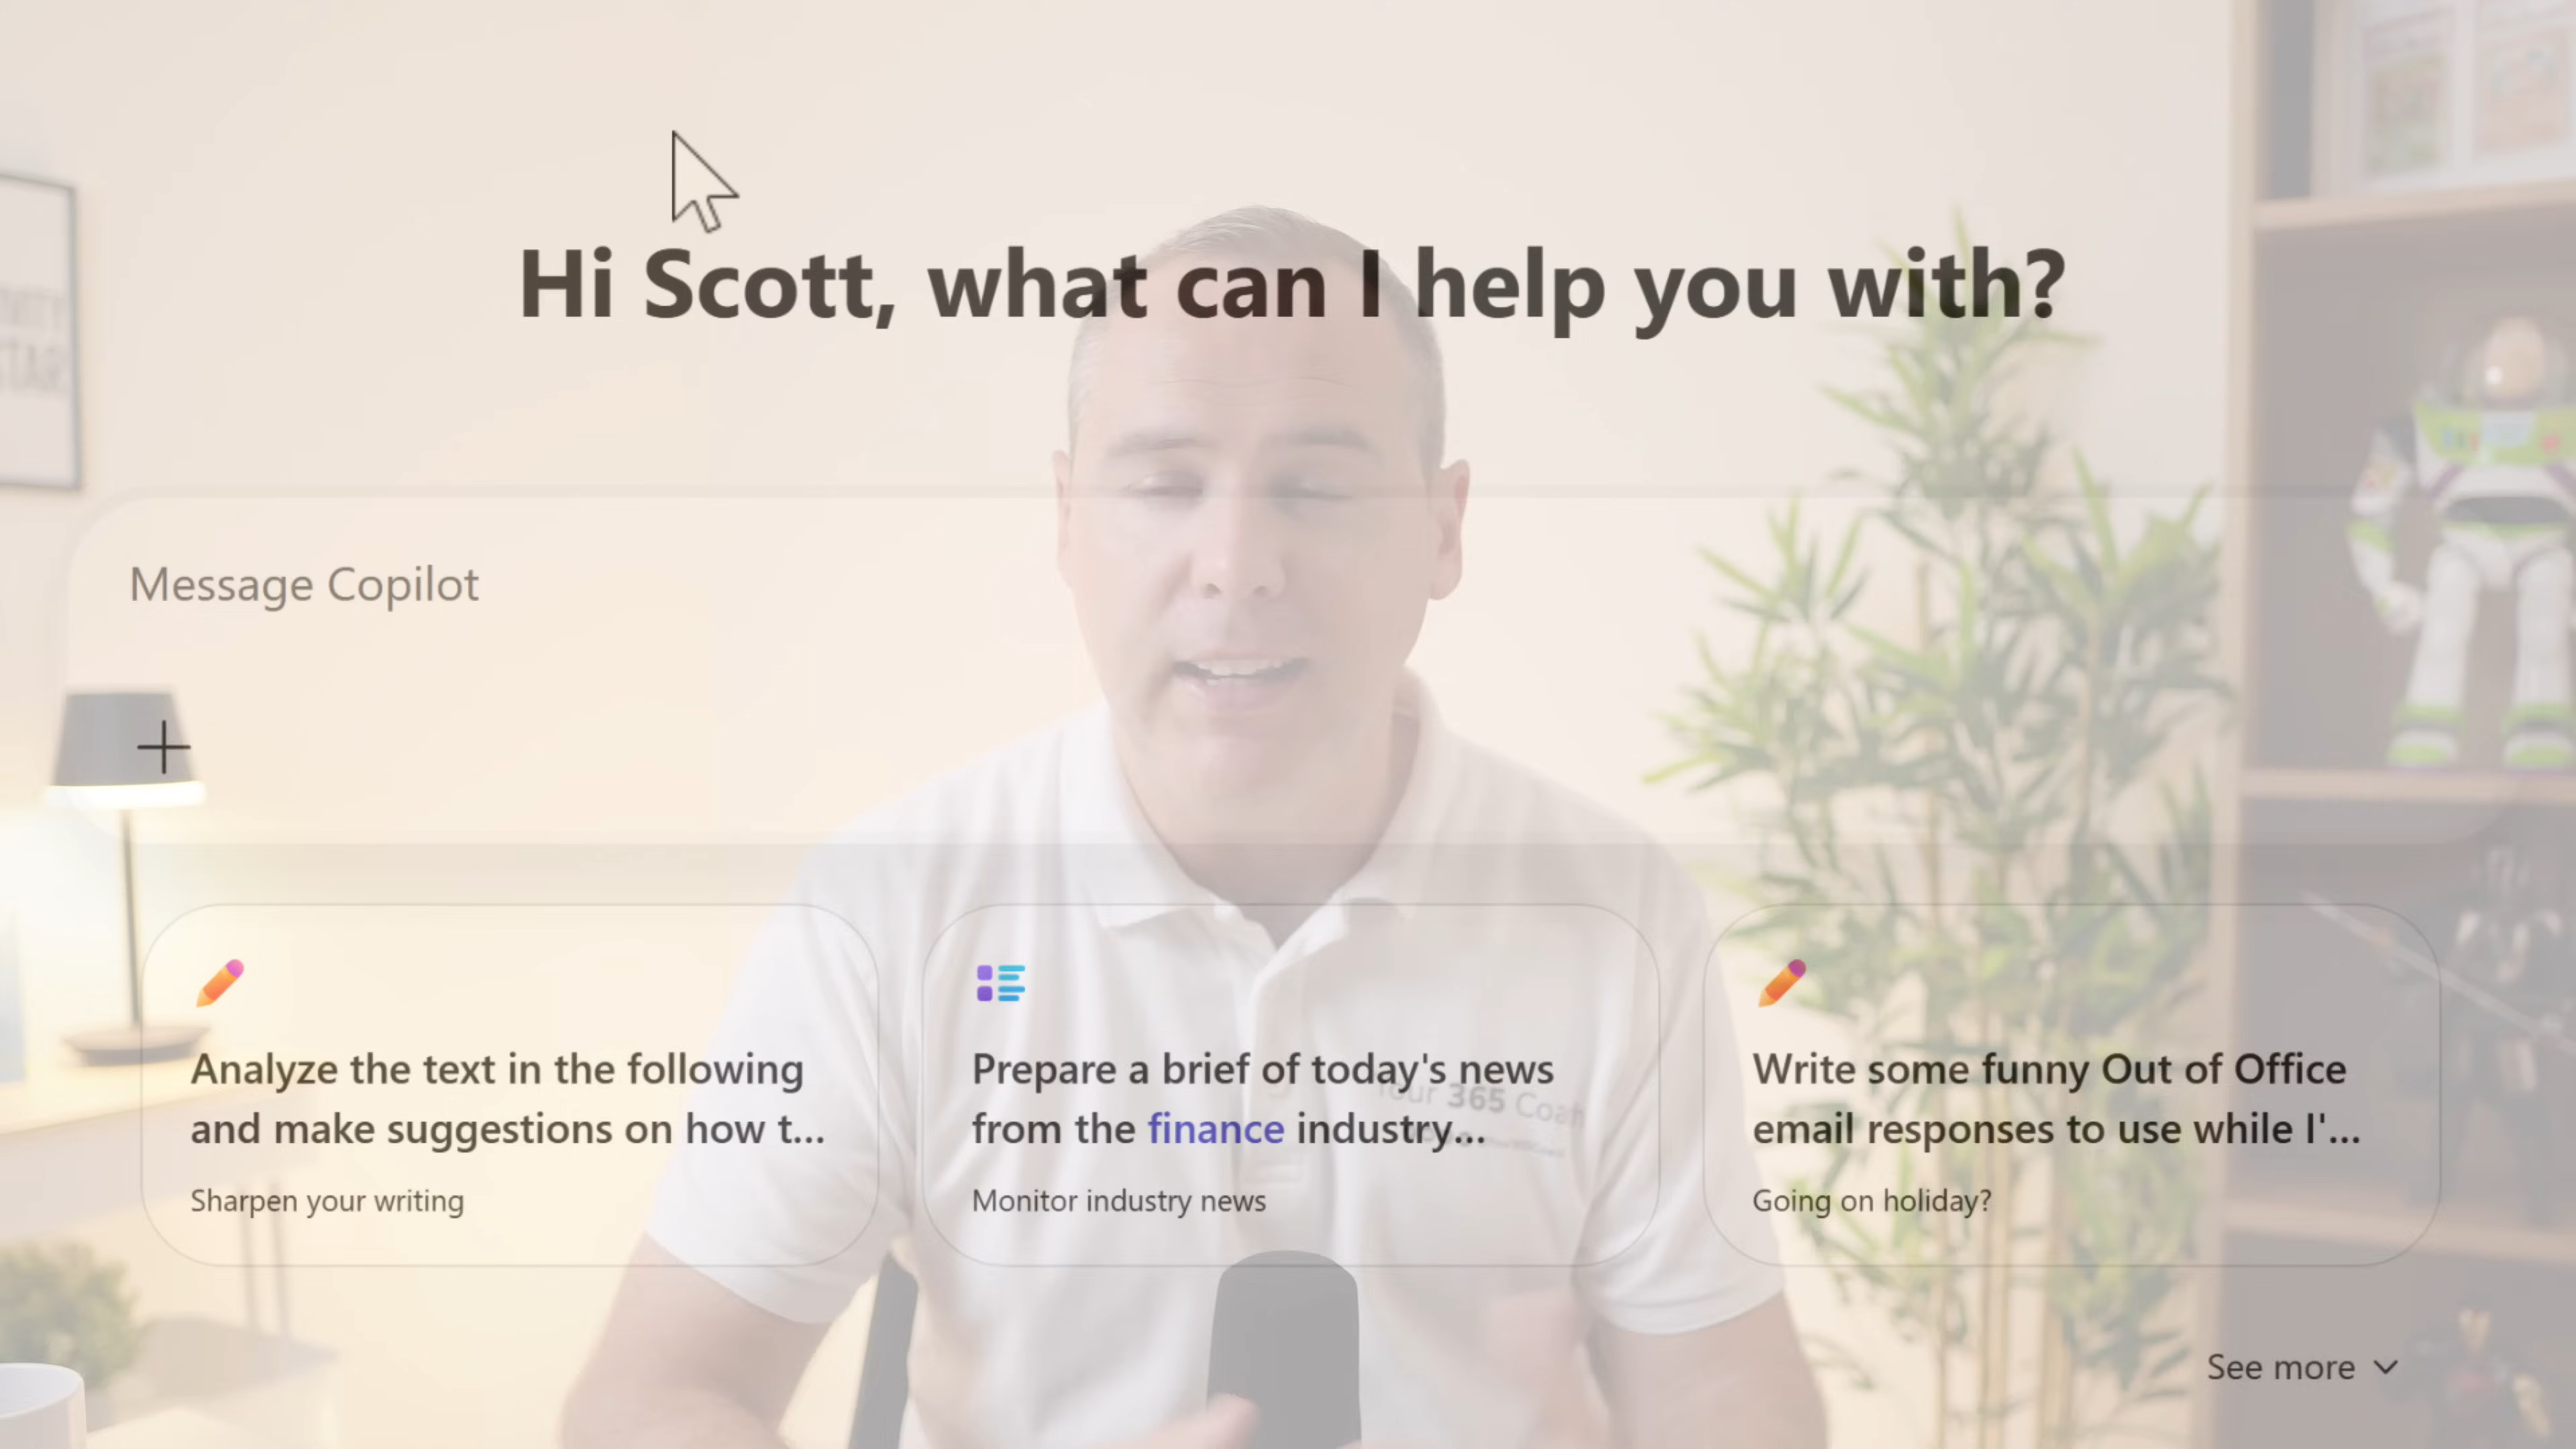 Hi Scott, what can I help you with?
Message Copilot
Analyze the text in the following
and make suggestions on how t...
Sharpen your writing
Prepare a brief of today's news
from the finance industry...
Monitor industry news
Write some funny Out of Office
email responses to use while I'...
Going on holiday?
365
See more